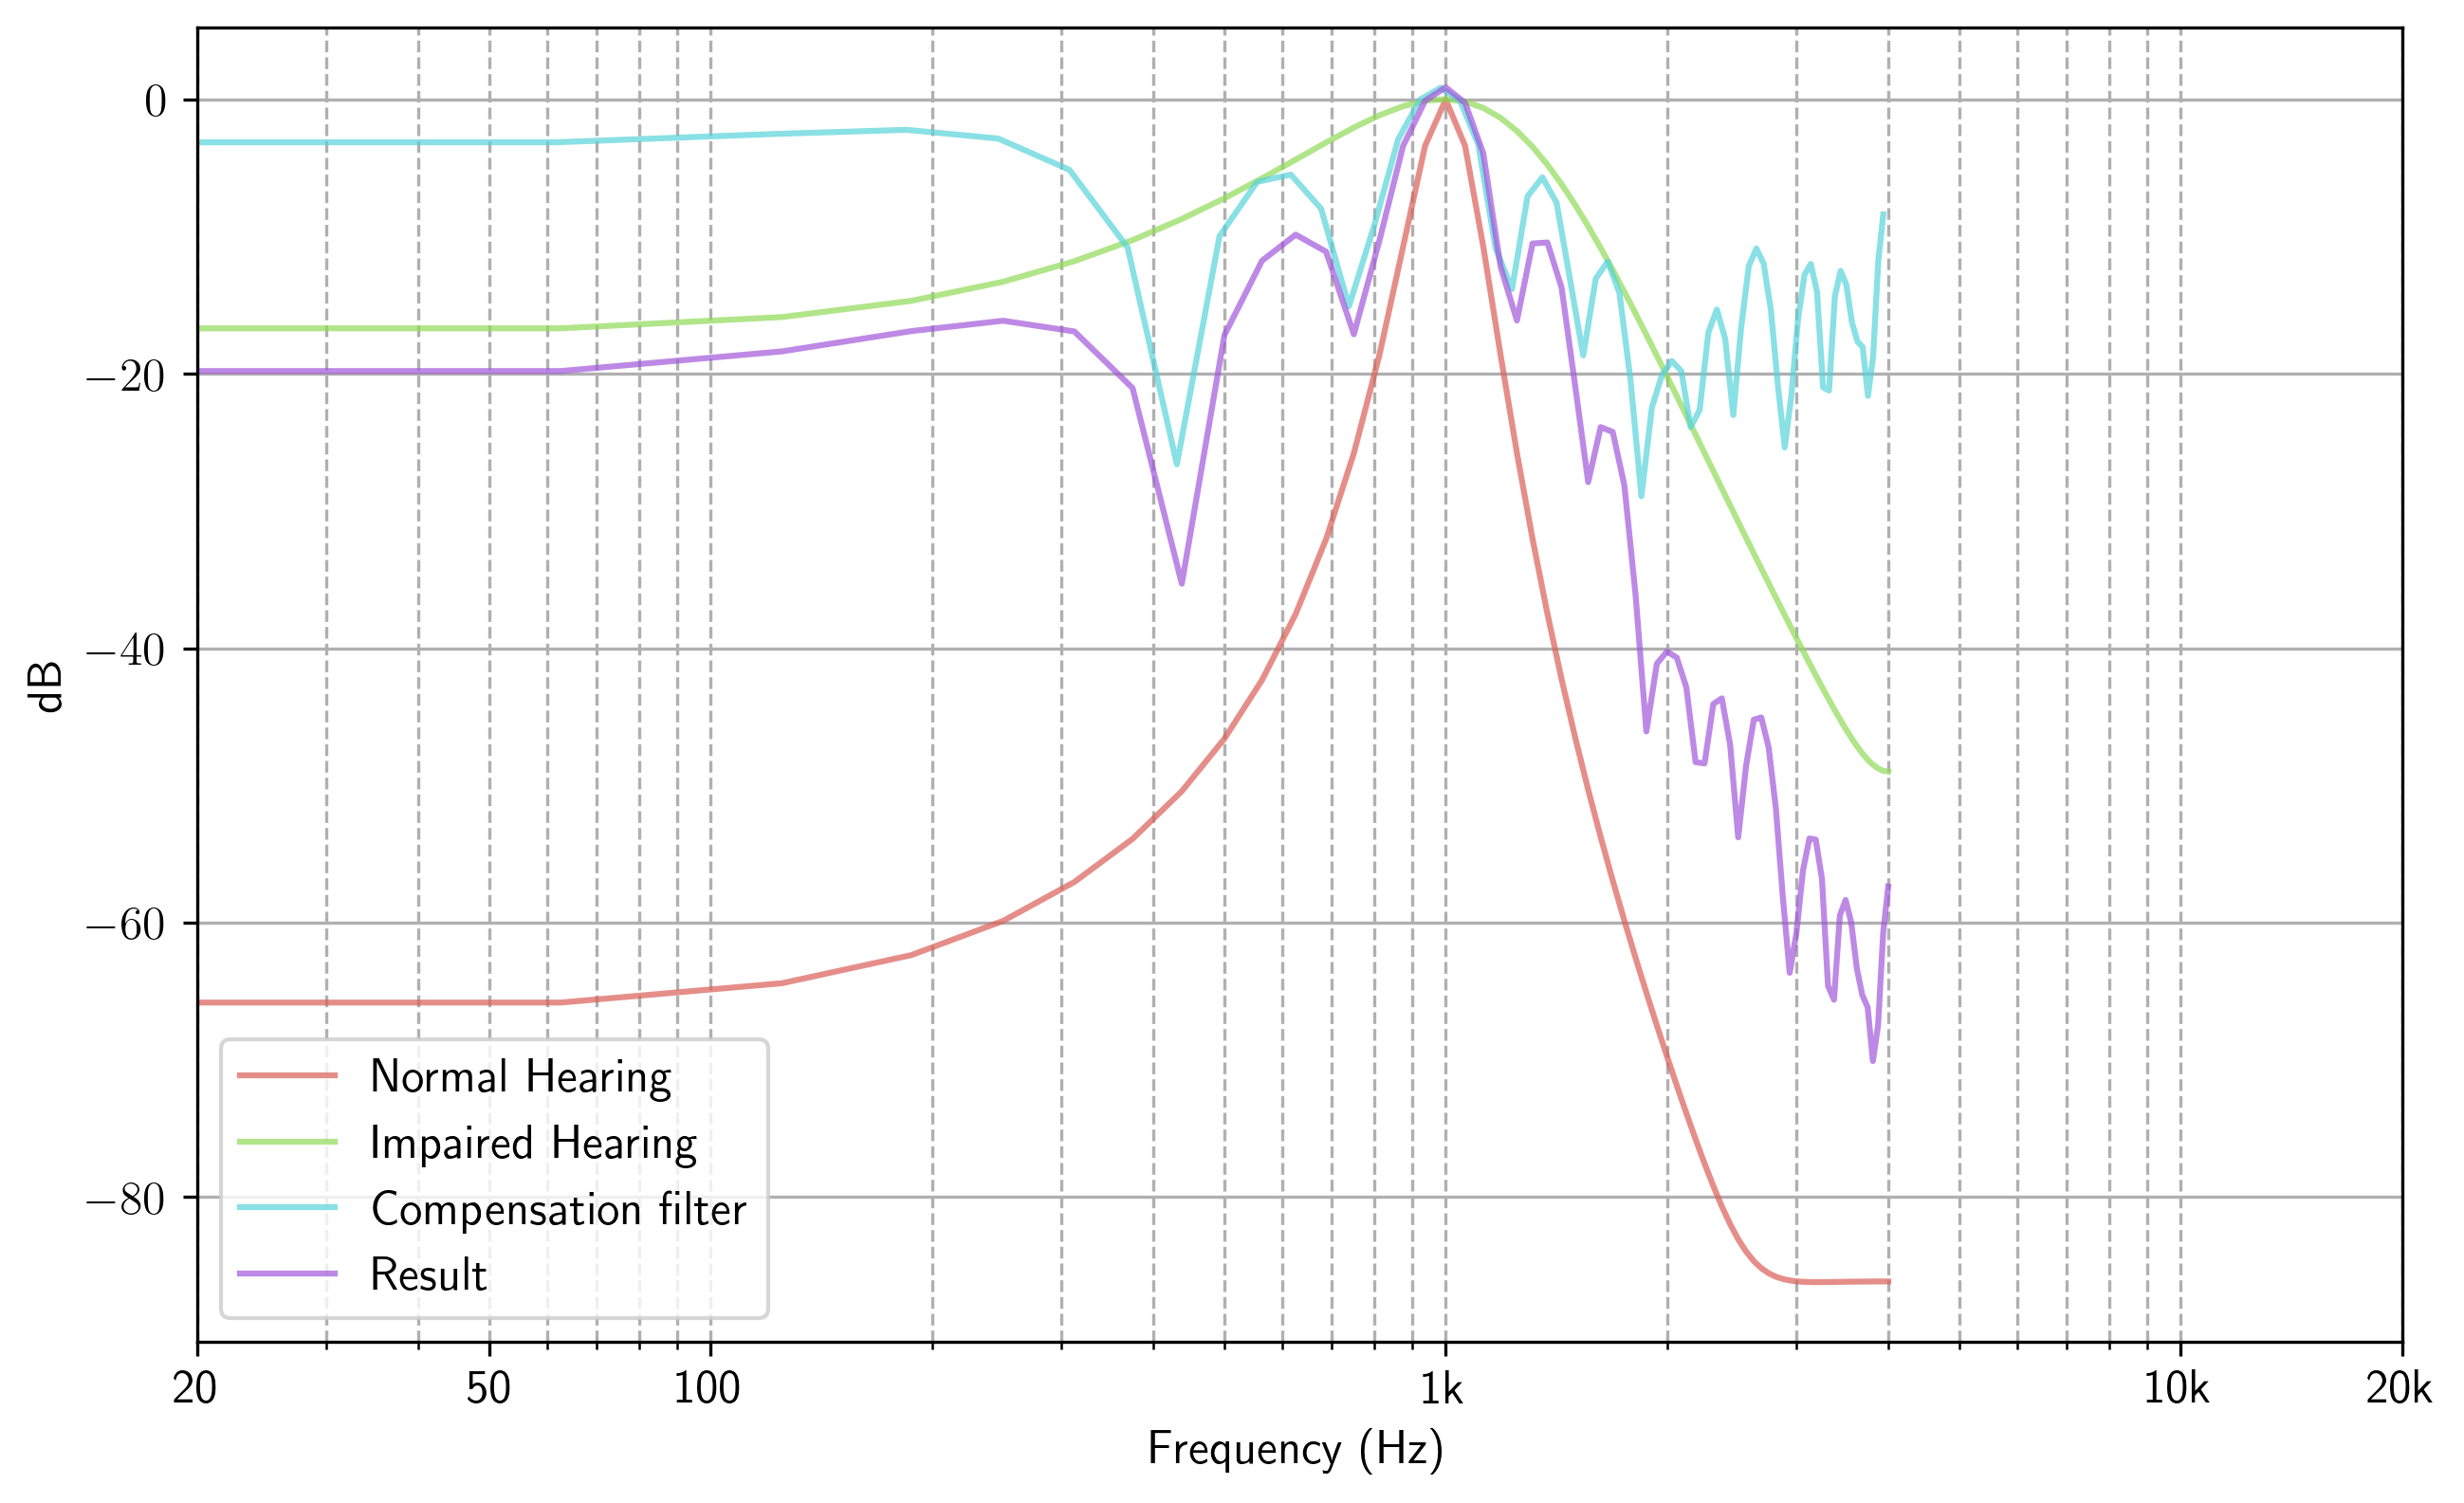 0
−20
−40
−60
−80
dB
Normal Hearing
Impaired Hearing
Compensation filter
Result
20 50 100 1k 10k 20k
Frequency (Hz)